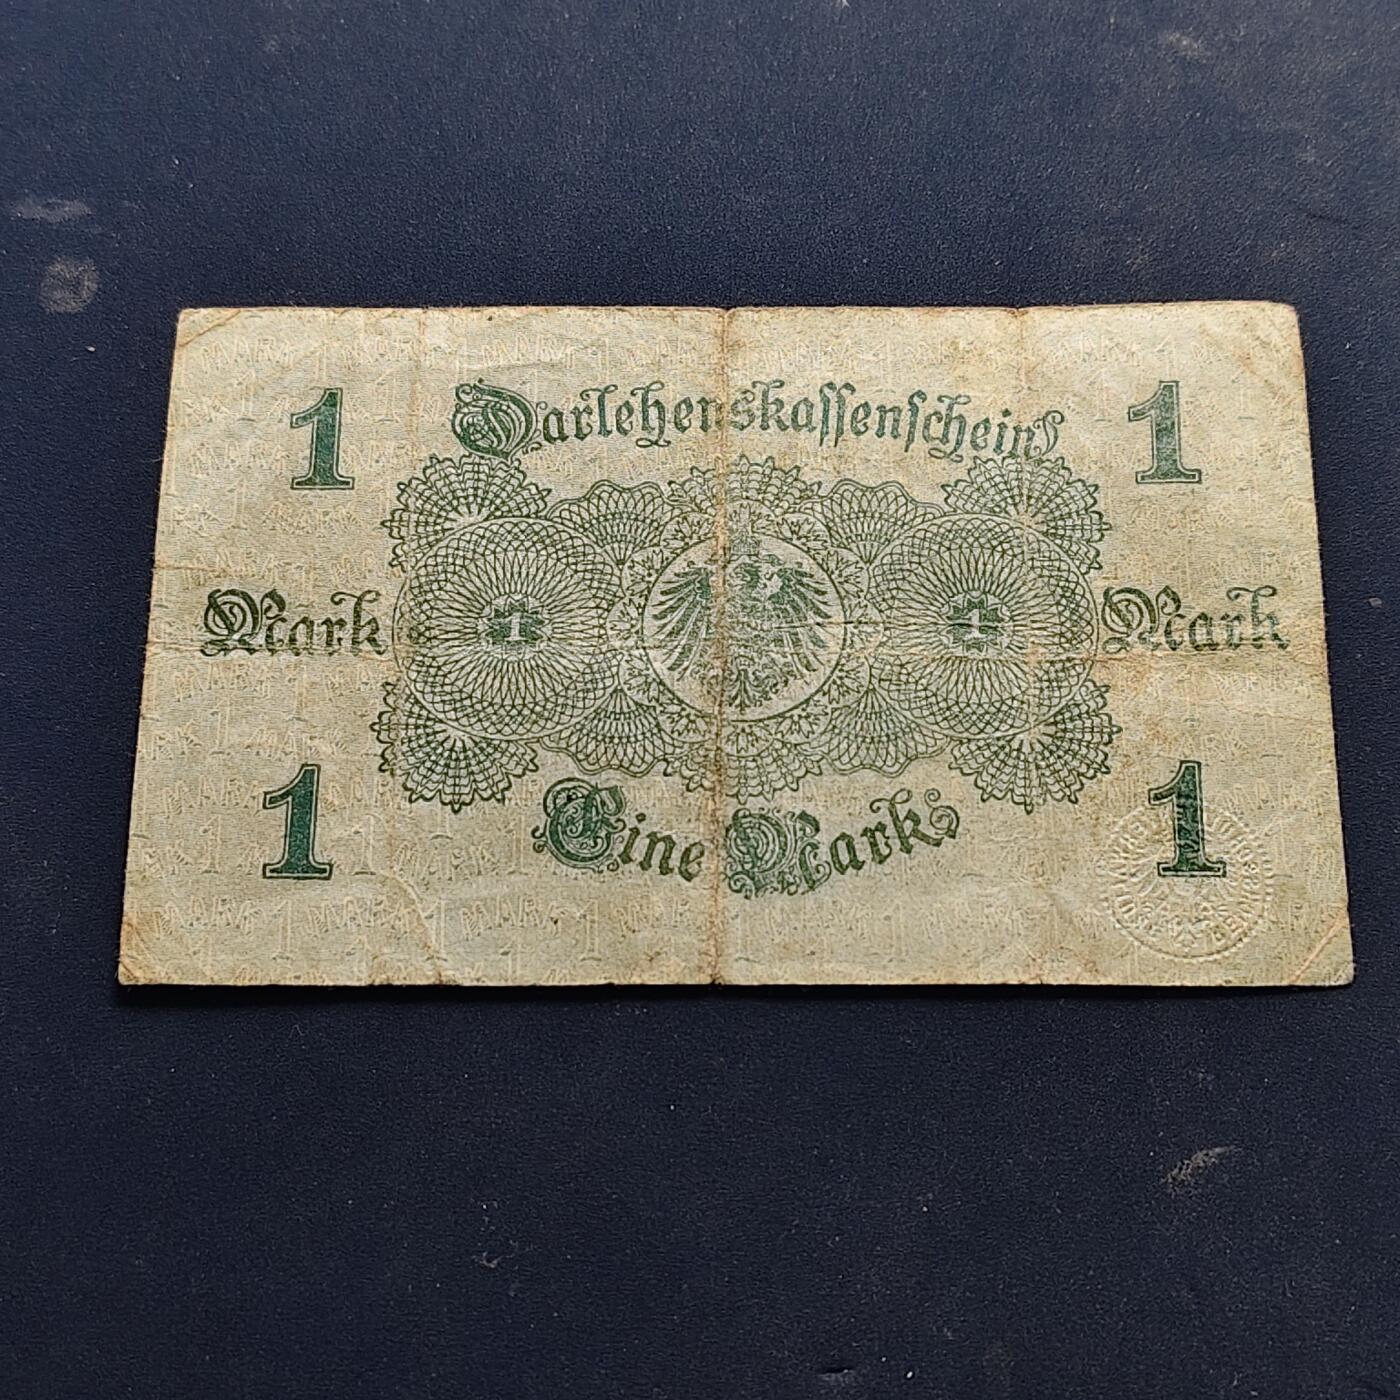 1 Darlehenskassenschein 1
Mark 1 1 Mark
1 Eine Mark 1